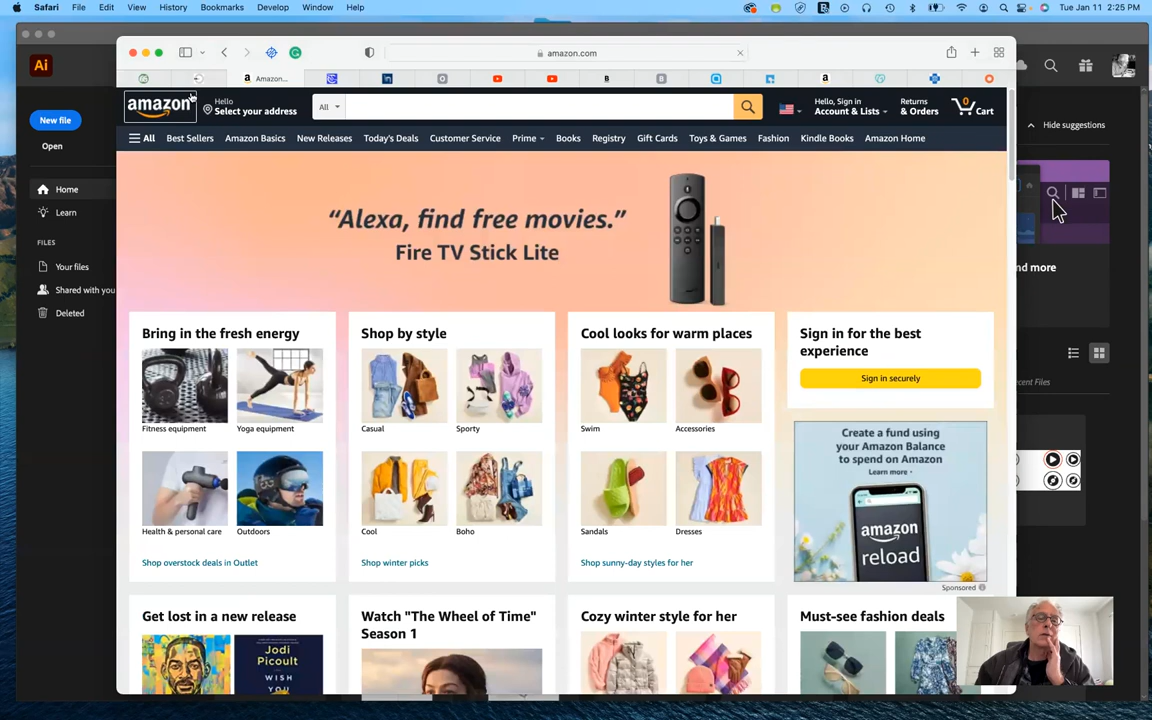 Safari File Edit View History Bookmarks Develop Window Help
Tue Jan 11 2:25 PM
Ai
amazon.com
Amazon...
amazon
Hello
Select your address
All
Hello, Sign in
Account & Lists
Returns
& Orders
0
Cart
All Best Sellers Amazon Basics New Releases Today's Deals Customer Service Prime Books Registry Gift Cards Toys & Games Fashion Kindle Books Amazon Home
New file
Open
Home
Learn
FILES
Your files
Shared with you
Deleted
Hide suggestions
nd more
ecent Files
“Alexa, find free movies.”
Fire TV Stick Lite
Bring in the fresh energy
Fitness equipment
Yoga equipment
Health & personal care
Outdoors
Shop overstock deals in Outlet
Shop by style
Casual
Sporty
Cool
Boho
Shop winter picks
Cool looks for warm places
Swim
Accessories
Sandals
Dresses
Shop sunny-day styles for her
Sign in for the best
experience
Sign in securely
Create a fund using
your Amazon Balance
to spend on Amazon
Learn more
amazon
reload
Sponsored
Get lost in a new release
Jodi
Picoult
WISH
Watch "The Wheel of Time"
Season 1
Cozy winter style for her
Must-see fashion deals